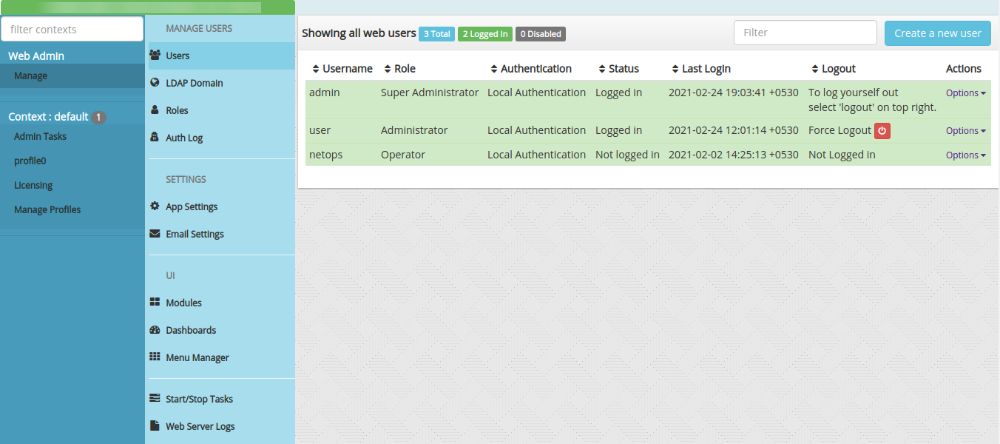 filter contexts
Web Admin
Manage
Context : default 1
Admin Tasks
profile0
Licensing
Manage Profiles
MANAGE USERS
Users
LDAP Domain
Roles
Auth Log
SETTINGS
App Settings
Email Settings
UI
Modules
Dashboards
Menu Manager
Start/Stop Tasks
Web Server Logs
Showing all web users 3 Total 2 Logged In 0 Disabled Filter Create a new user
Username Role Authentication Status Last Login Logout Actions
admin Super Administrator Local Authentication Logged in 2021-02-24 19:03:41 +0530 To log yourself out Options
select 'logout' on top right.
user Administrator Local Authentication Logged in 2021-02-24 12:01:14 +0530 Force Logout Options
netops Operator Local Authentication Not logged in 2021-02-02 14:25:13 +0530 Not Logged in Options